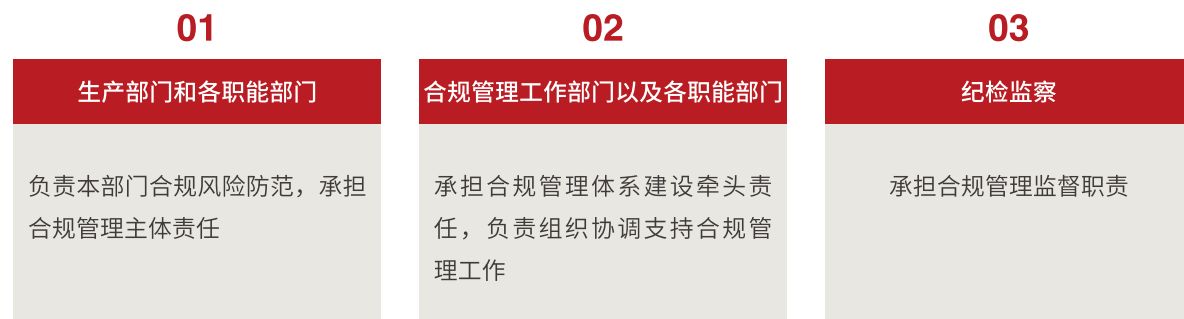 01
生产部门和各职能部门
负责本部门合规风险防范，承担
合规管理主体责任
02
合规管理工作部门以及各职能部门
承担合规管理体系建设牵头责
任，负责组织协调支持合规管
理工作
03
纪检监察
承担合规管理监督职责